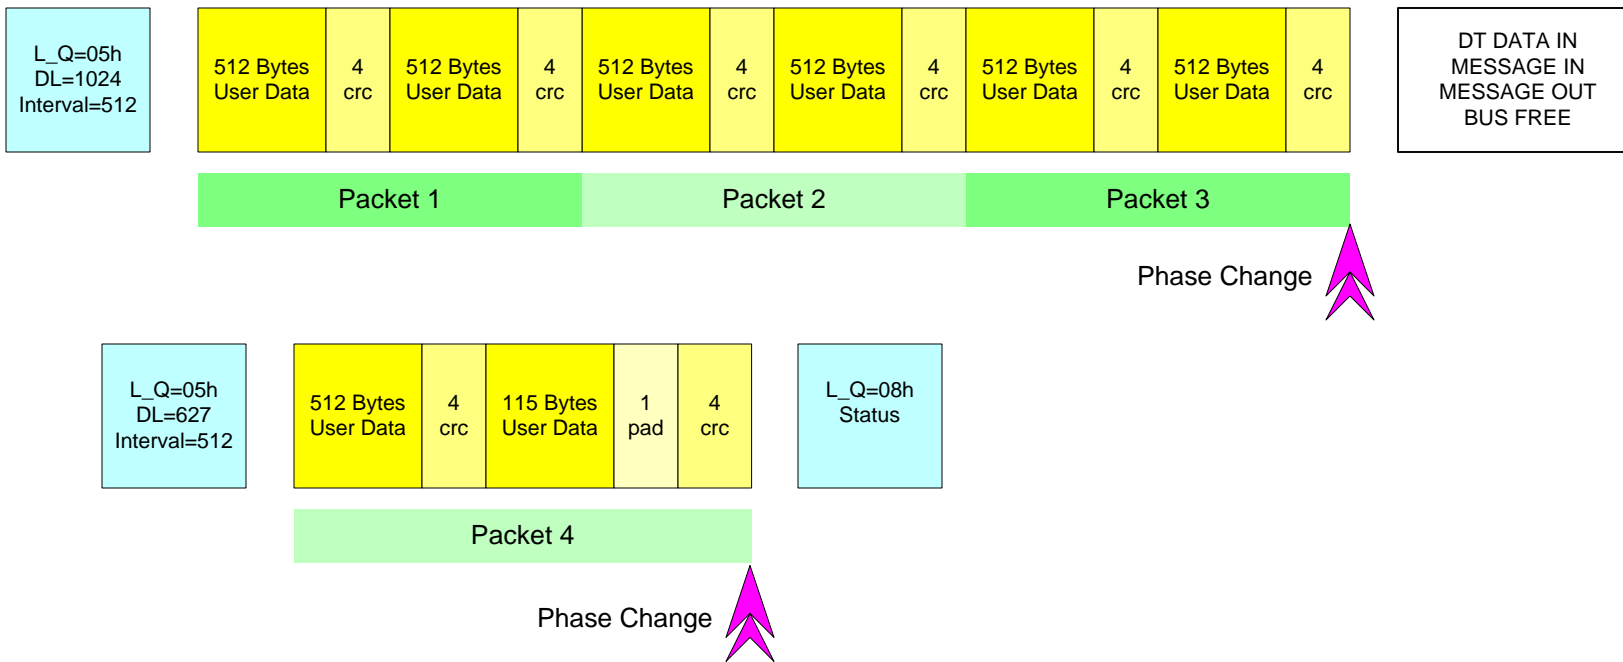 L_Q=05h
DL=1024
Interval=512
512 Bytes
User Data
4
crc
512 Bytes
User Data
4
crc
512 Bytes
User Data
4
crc
512 Bytes
User Data
4
crc
512 Bytes
User Data
4
crc
512 Bytes
User Data
4
crc
DT DATA IN
MESSAGE IN
MESSAGE OUT
BUS FREE
Packet 1
Packet 2
Packet 3
Phase Change
L_Q=05h
DL=627
Interval=512
512 Bytes
User Data
4
crc
115 Bytes
User Data
1
pad
4
crc
L_Q=08h
Status
Packet 4
Phase Change